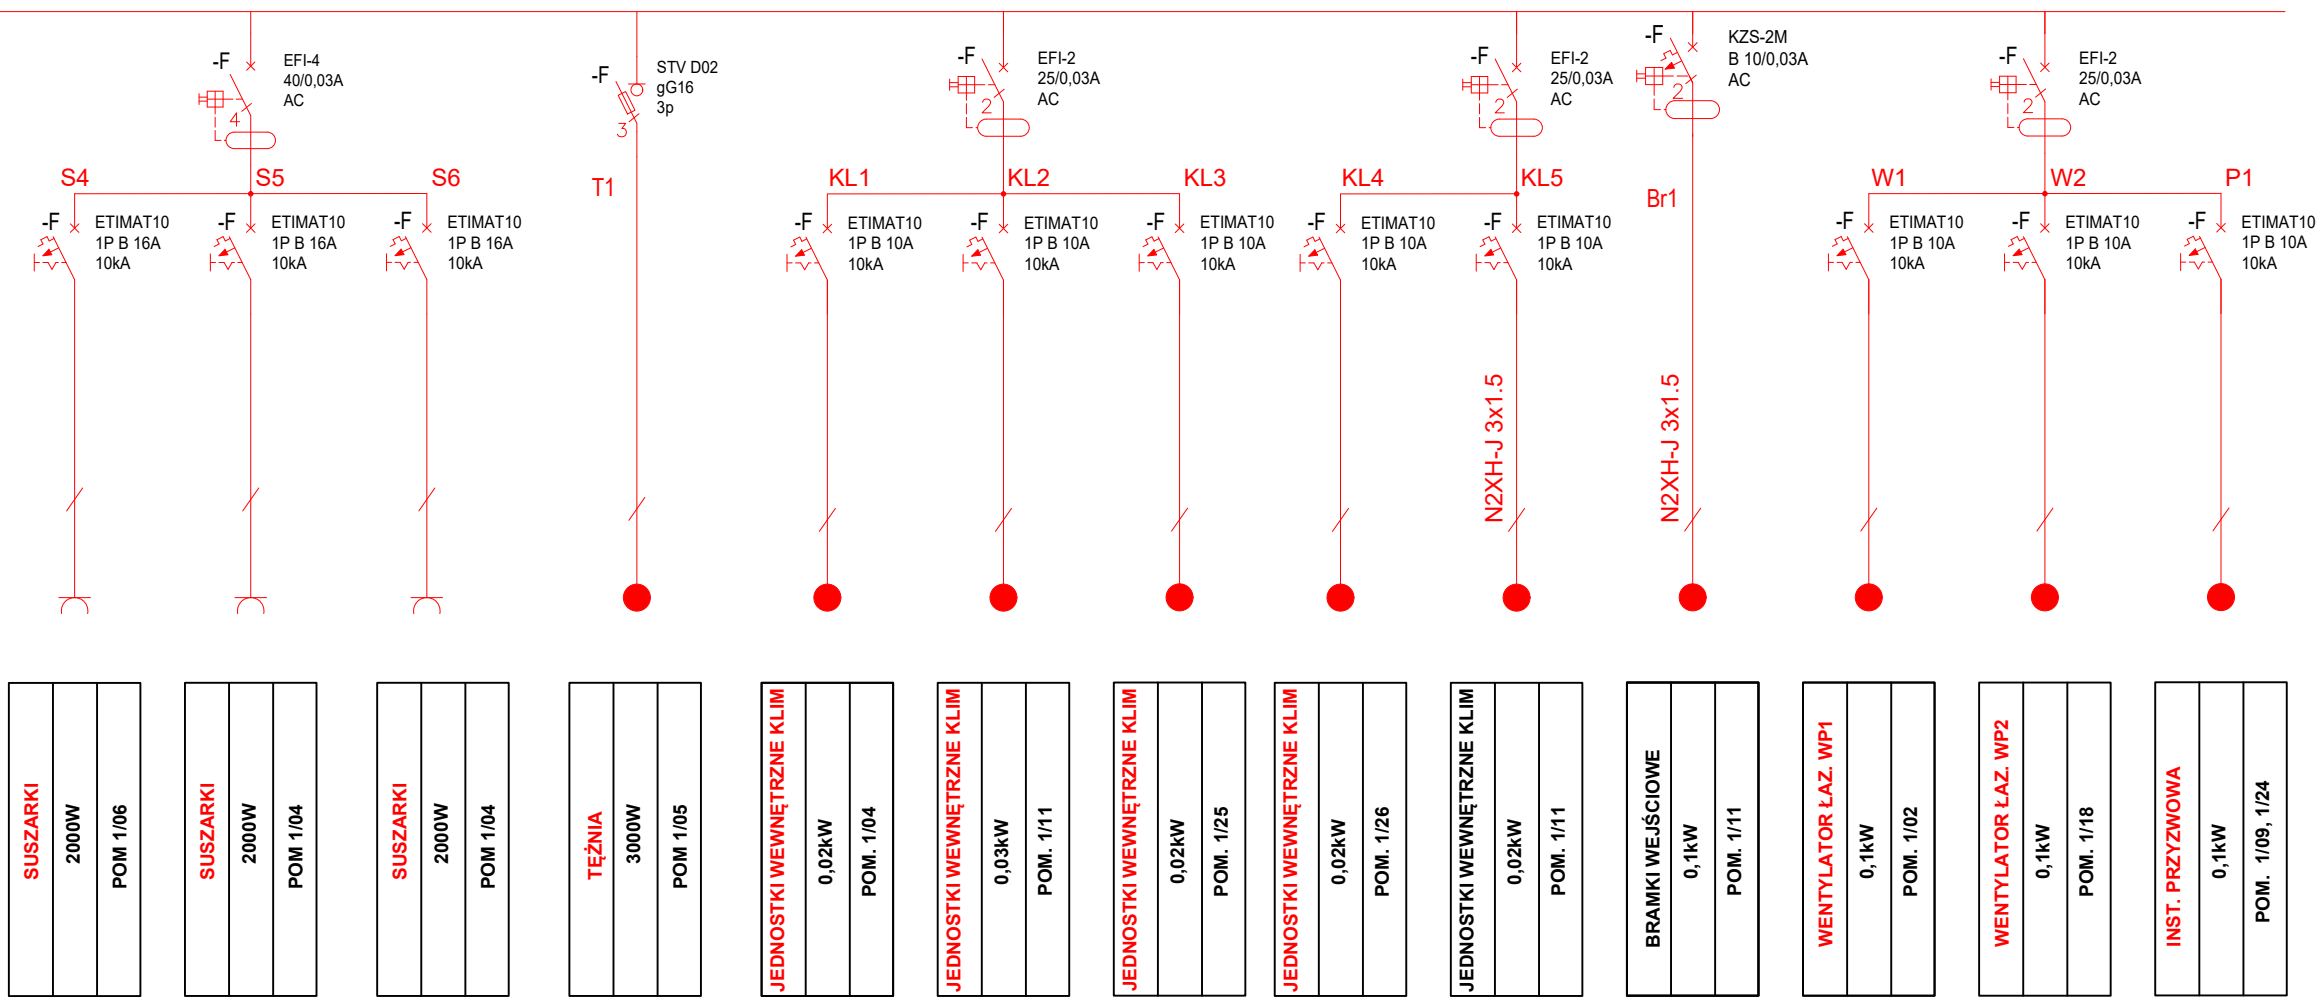 -F
EFI-4
40/0,03A
AC
4
-F
STV D02
gG16
3p
3
-F
EFI-2
25/0,03A
AC
2
-F
EFI-2
25/0,03A
AC
2
-F
KZS-2M
B 10/0,03A
AC
2
-F
EFI-2
25/0,03A
AC
2
S4
S5
S6
T1
KL1
KL2
KL3
KL4
KL5
Br1
W1
W2
P1
-F
ETIMAT10
1P B 16A
10kA
-F
ETIMAT10
1P B 16A
10kA
-F
ETIMAT10
1P B 16A
10kA
-F
ETIMAT10
1P B 10A
10kA
-F
ETIMAT10
1P B 10A
10kA
-F
ETIMAT10
1P B 10A
10kA
-F
ETIMAT10
1P B 10A
10kA
-F
ETIMAT10
1P B 10A
10kA
-F
ETIMAT10
1P B 10A
10kA
-F
ETIMAT10
1P B 10A
10kA
-F
ETIMAT10
1P B 10A
10kA
N2XH-J 3x1.5
N2XH-J 3x1.5
SUSZARKI
2000W
POM 1/06
SUSZARKI
2000W
POM 1/04
SUSZARKI
2000W
POM 1/04
TĘŻNIA
3000W
POM 1/05
JEDNOSTKI WEWNĘTRZNE KLIM
0,02kW
POM. 1/04
JEDNOSTKI WEWNĘTRZNE KLIM
0,03kW
POM. 1/11
JEDNOSTKI WEWNĘTRZNE KLIM
0,02kW
POM. 1/25
JEDNOSTKI WEWNĘTRZNE KLIM
0,02kW
POM. 1/26
JEDNOSTKI WEWNĘTRZNE KLIM
0,02kW
POM. 1/11
BRAMKI WEJŚCIOWE
0,1kW
POM. 1/11
WENTYLATOR ŁAZ. WP1
0,1kW
POM. 1/02
WENTYLATOR ŁAZ. WP2
0,1kW
POM. 1/18
INST. PRZYZWOWA
0,1kW
POM. 1/09, 1/24